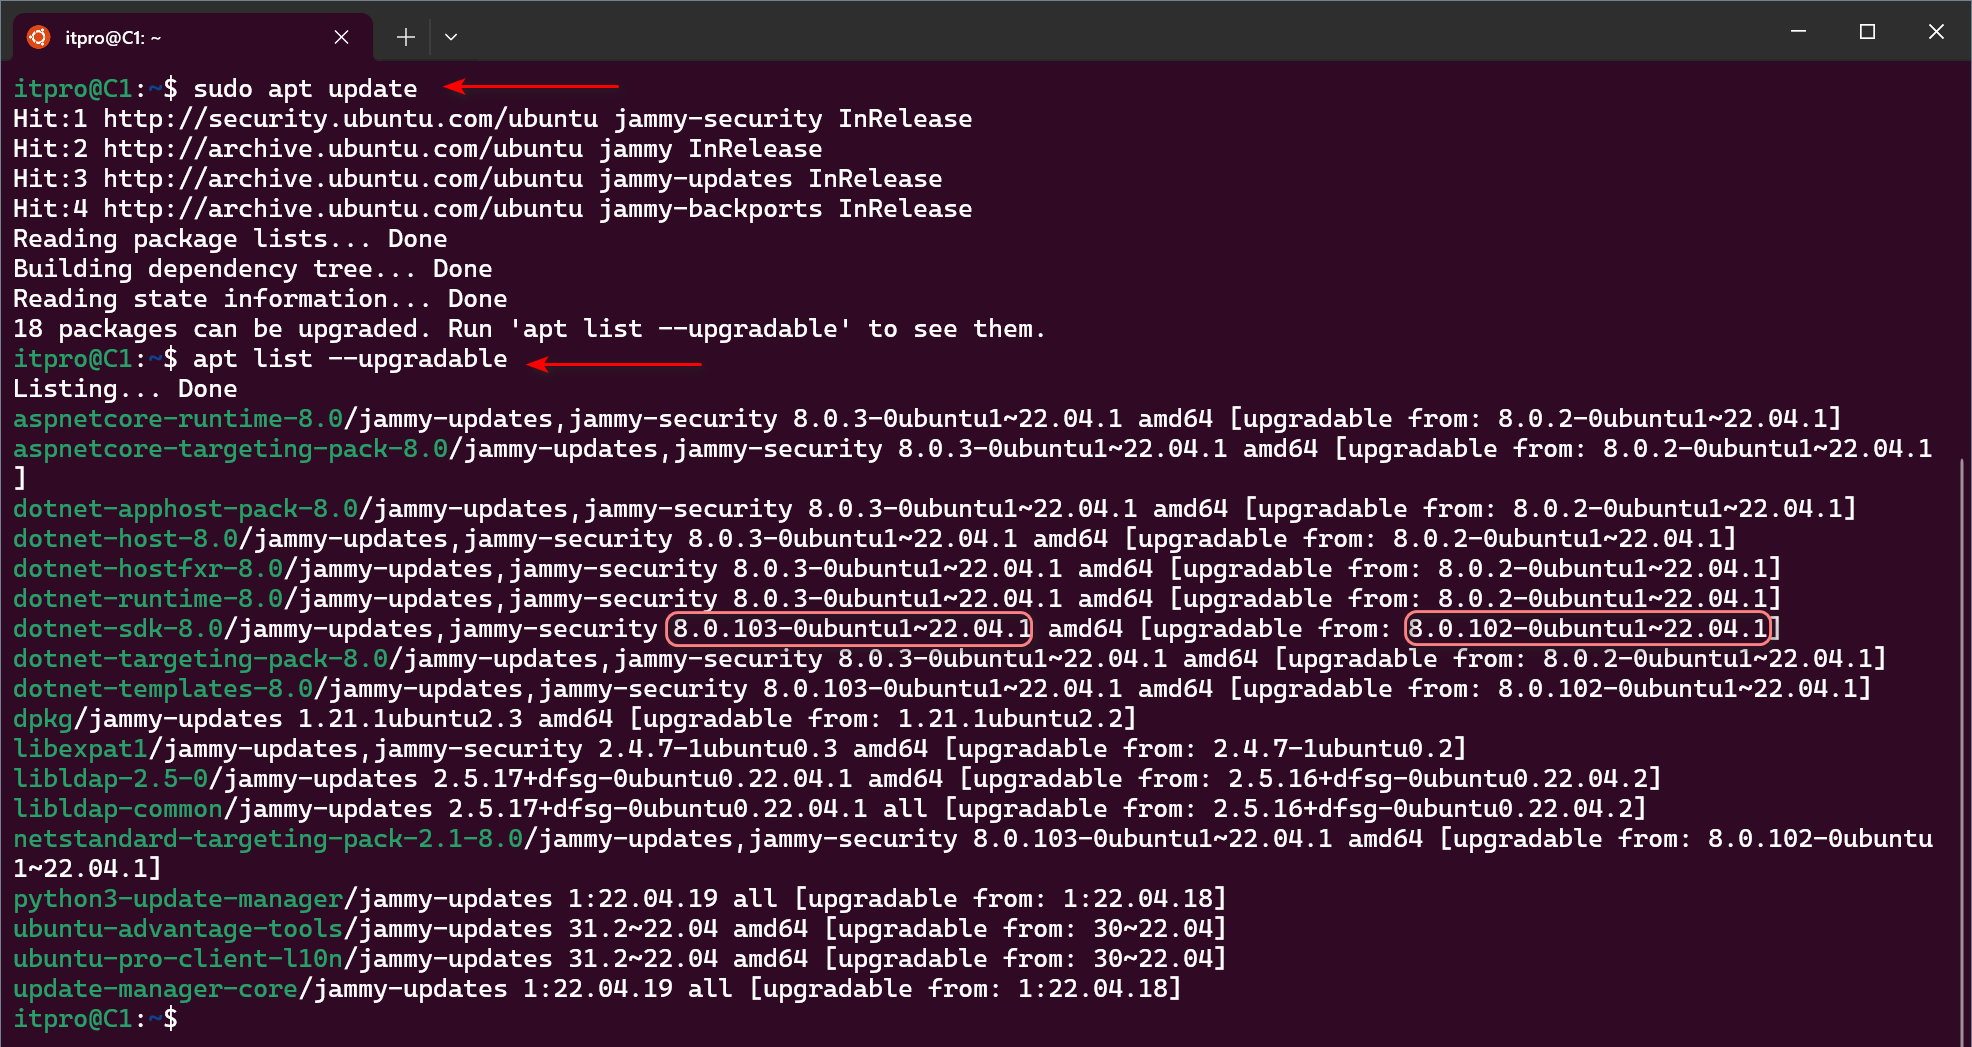 itpro@C1: ~
itpro@C1:~$ sudo apt update
Hit:1 http://security.ubuntu.com/ubuntu jammy-security InRelease
Hit:2 http://archive.ubuntu.com/ubuntu jammy InRelease
Hit:3 http://archive.ubuntu.com/ubuntu jammy-updates InRelease
Hit:4 http://archive.ubuntu.com/ubuntu jammy-backports InRelease
Reading package lists... Done
Building dependency tree... Done
Reading state information... Done
18 packages can be upgraded. Run 'apt list --upgradable' to see them.
itpro@C1:~$ apt list --upgradable
Listing... Done
aspnetcore-runtime-8.0/jammy-updates,jammy-security 8.0.3-0ubuntu1~22.04.1 amd64 [upgradable from: 8.0.2-0ubuntu1~22.04.1]
aspnetcore-targeting-pack-8.0/jammy-updates,jammy-security 8.0.3-0ubuntu1~22.04.1 amd64 [upgradable from: 8.0.2-0ubuntu1~22.04.1
]
dotnet-apphost-pack-8.0/jammy-updates,jammy-security 8.0.3-0ubuntu1~22.04.1 amd64 [upgradable from: 8.0.2-0ubuntu1~22.04.1]
dotnet-host-8.0/jammy-updates,jammy-security 8.0.3-0ubuntu1~22.04.1 amd64 [upgradable from: 8.0.2-0ubuntu1~22.04.1]
dotnet-hostfxr-8.0/jammy-updates,jammy-security 8.0.3-0ubuntu1~22.04.1 amd64 [upgradable from: 8.0.2-0ubuntu1~22.04.1]
dotnet-runtime-8.0/jammy-updates,jammy-security 8.0.3-0ubuntu1~22.04.1 amd64 [upgradable from: 8.0.2-0ubuntu1~22.04.1]
dotnet-sdk-8.0/jammy-updates,jammy-security 8.0.103-0ubuntu1~22.04.1 amd64 [upgradable from: 8.0.102-0ubuntu1~22.04.1]
dotnet-targeting-pack-8.0/jammy-updates,jammy-security 8.0.3-0ubuntu1~22.04.1 amd64 [upgradable from: 8.0.2-0ubuntu1~22.04.1]
dotnet-templates-8.0/jammy-updates,jammy-security 8.0.103-0ubuntu1~22.04.1 amd64 [upgradable from: 8.0.102-0ubuntu1~22.04.1]
dpkg/jammy-updates 1.21.1ubuntu2.3 amd64 [upgradable from: 1.21.1ubuntu2.2]
libexpat1/jammy-updates,jammy-security 2.4.7-1ubuntu0.3 amd64 [upgradable from: 2.4.7-1ubuntu0.2]
libldap-2.5-0/jammy-updates 2.5.17+dfsg-0ubuntu0.22.04.1 amd64 [upgradable from: 2.5.16+dfsg-0ubuntu0.22.04.2]
libldap-common/jammy-updates 2.5.17+dfsg-0ubuntu0.22.04.1 all [upgradable from: 2.5.16+dfsg-0ubuntu0.22.04.2]
netstandard-targeting-pack-2.1-8.0/jammy-updates,jammy-security 8.0.103-0ubuntu1~22.04.1 amd64 [upgradable from: 8.0.102-0ubuntu
1~22.04.1]
python3-update-manager/jammy-updates 1:22.04.19 all [upgradable from: 1:22.04.18]
ubuntu-advantage-tools/jammy-updates 31.2~22.04 amd64 [upgradable from: 30~22.04]
ubuntu-pro-client-l10n/jammy-updates 31.2~22.04 amd64 [upgradable from: 30~22.04]
update-manager-core/jammy-updates 1:22.04.19 all [upgradable from: 1:22.04.18]
itpro@C1:~$